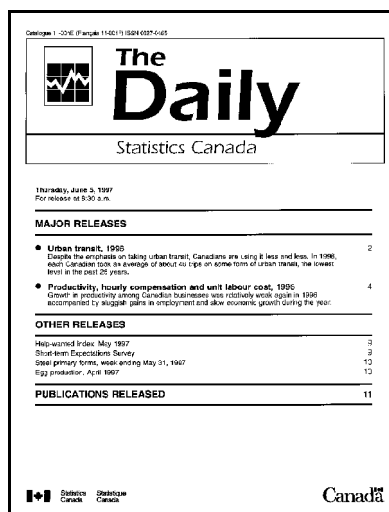 Catalogue 11-001E (Français 11-001F) ISSN 0827-0465
The
Daily
Statistics Canada
Thursday, June 5, 1997
For release at 8:30 a.m.
MAJOR RELEASES
● Urban transit, 1996 2
Despite the emphasis on taking urban transit, Canadians are using it less and less. In 1996,
each Canadian took an average of about 48 trips on some form of urban transit, the lowest
level in the past 25 years.
● Productivity, hourly compensation and unit labour cost, 1996 4
Growth in productivity among Canadian businesses was relatively weak again in 1996
accompanied by sluggish gains in employment and slow economic growth during the year.
OTHER RELEASES
Help-wanted Index, May 1997 9
Short-term Expectations Survey 9
Steel primary forms, week ending May 31, 1997 10
Egg production, April 1997 10
PUBLICATIONS RELEASED 11
Statistics Statistique
Canada Canada
Canada